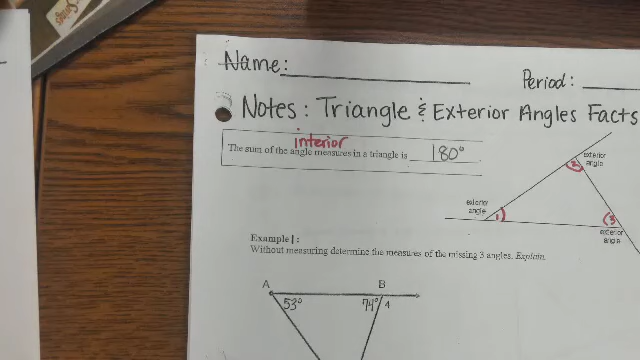 Name:
Period:
Notes: Triangle & Exterior Angles Facts
interior
The sum of the angle measures in a triangle is 180°
2 exterior
angle
exterior
angle
1
3
exterior
angle
Example 1:
Without measuring determine the measures of the missing 3 angles. Explain.
A B
53° 74° 4